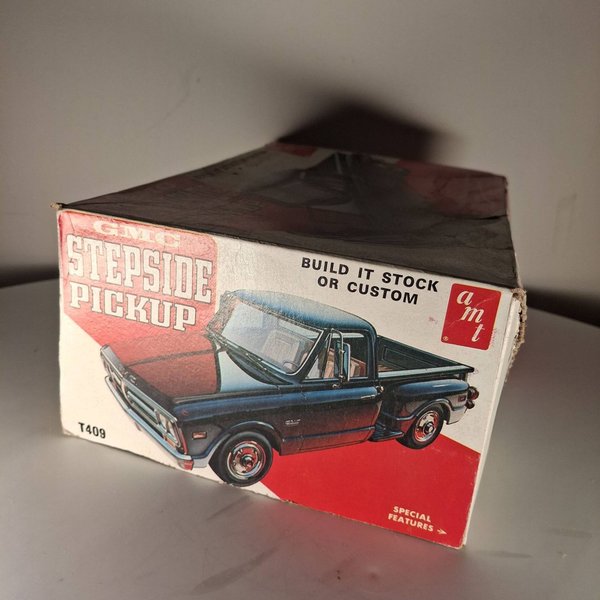 GMC
STEPSIDE
PICKUP
BUILD IT STOCK
OR CUSTOM
amt
T409
SPECIAL
FEATURES